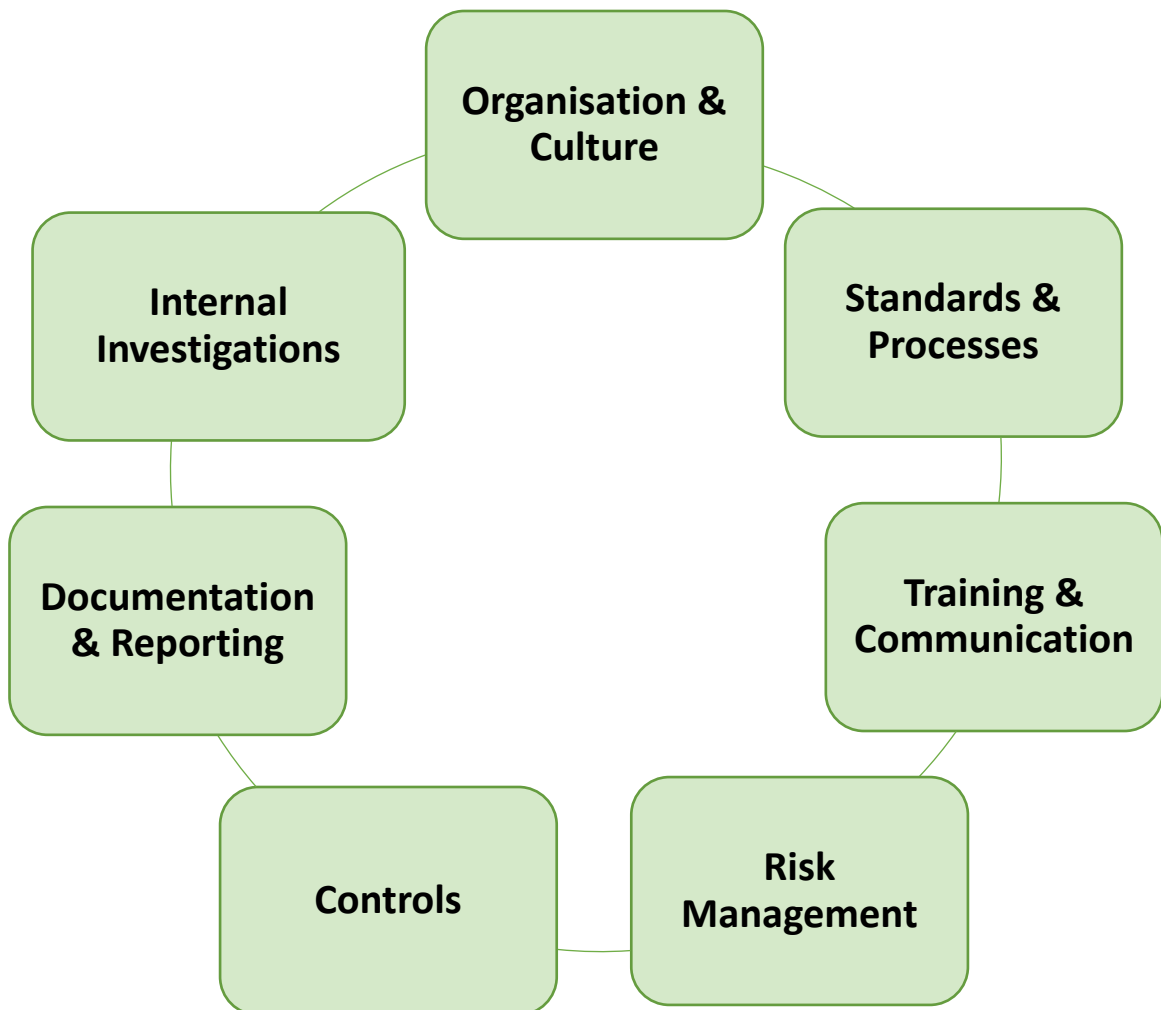 Organisation &
Culture
Standards &
Processes
Training &
Communication
Risk
Management
Controls
Documentation
& Reporting
Internal
Investigations